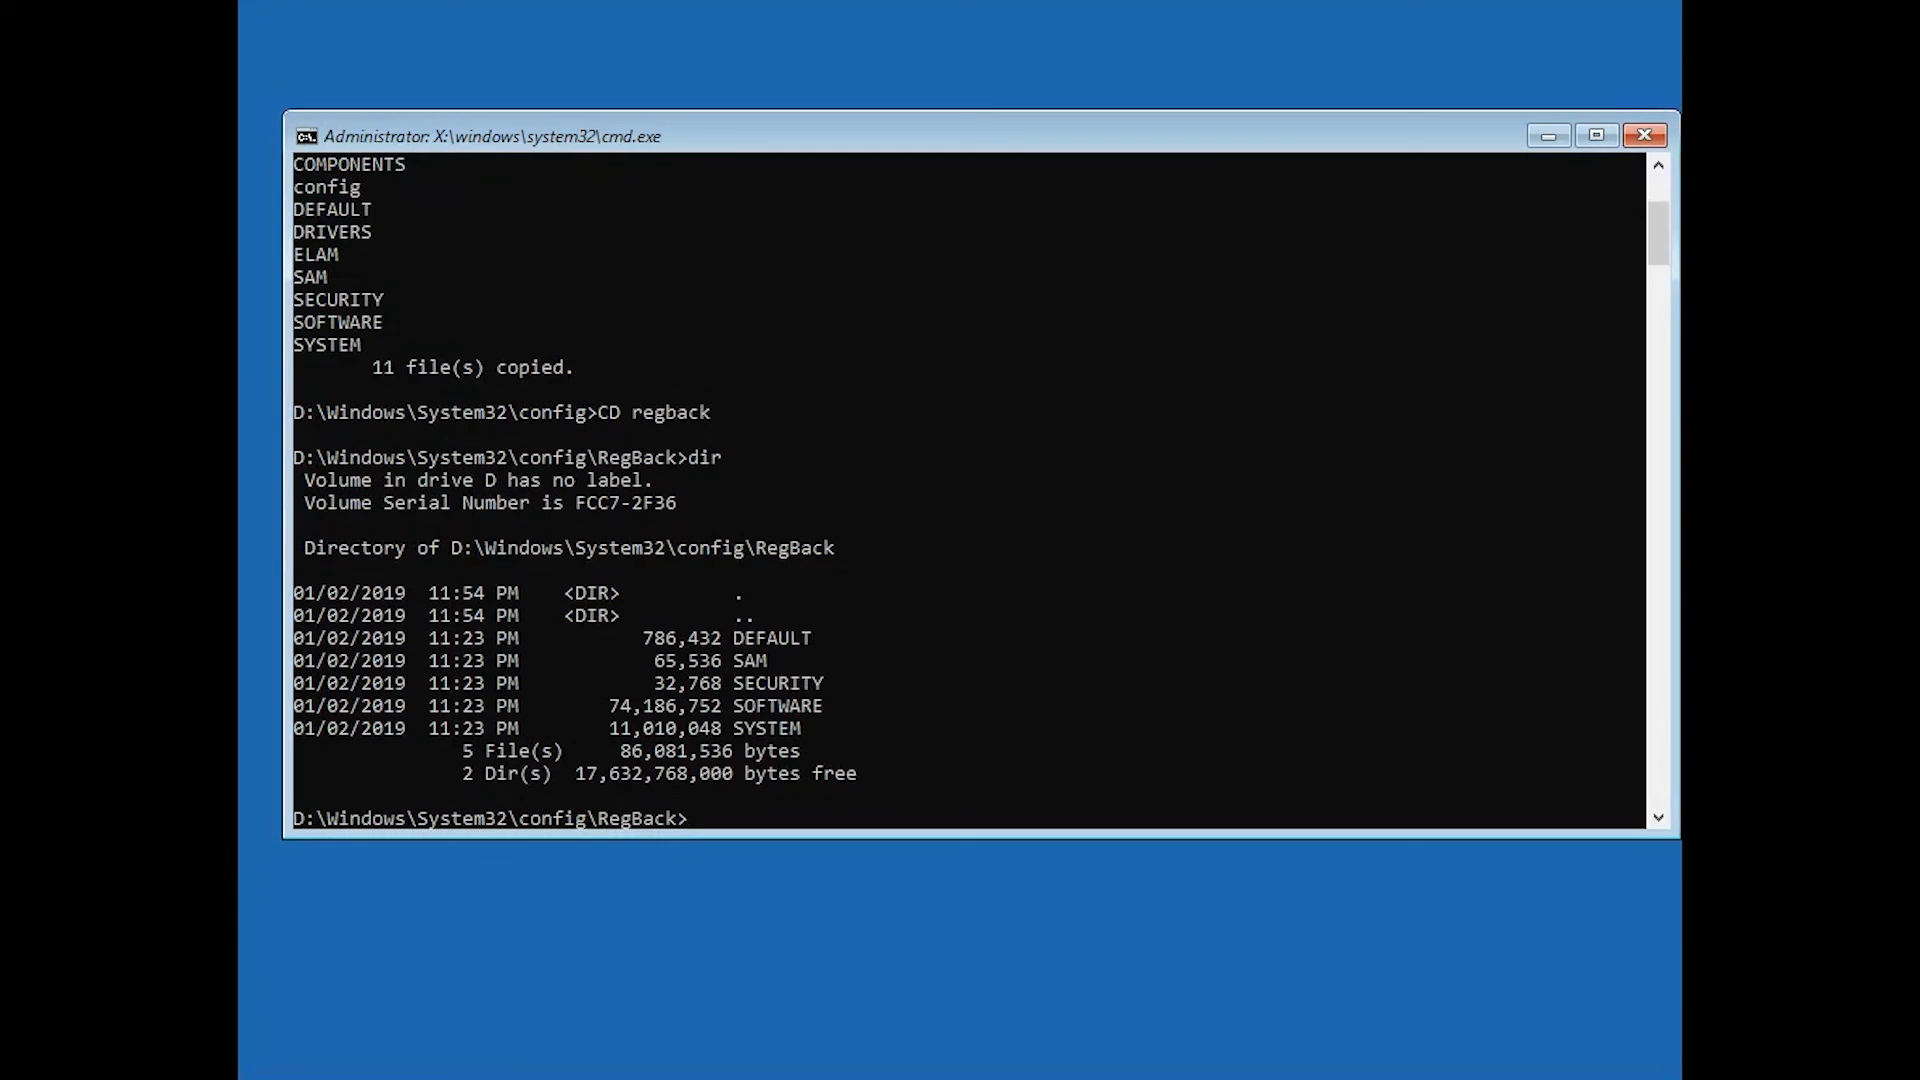 Administrator: X:\windows\system32\cmd.exe
COMPONENTS
config
DEFAULT
DRIVERS
ELAM
SAM
SECURITY
SOFTWARE
SYSTEM
       11 file(s) copied.
D:\Windows\System32\config>CD regback
D:\Windows\System32\config\RegBack>dir
 Volume in drive D has no label.
 Volume Serial Number is FCC7-2F36
 Directory of D:\Windows\System32\config\RegBack
01/02/2019  11:54 PM    <DIR>          .
01/02/2019  11:54 PM    <DIR>          ..
01/02/2019  11:23 PM           786,432 DEFAULT
01/02/2019  11:23 PM            65,536 SAM
01/02/2019  11:23 PM            32,768 SECURITY
01/02/2019  11:23 PM        74,186,752 SOFTWARE
01/02/2019  11:23 PM        11,010,048 SYSTEM
               5 File(s)     86,081,536 bytes
               2 Dir(s)  17,632,768,000 bytes free
D:\Windows\System32\config\RegBack>